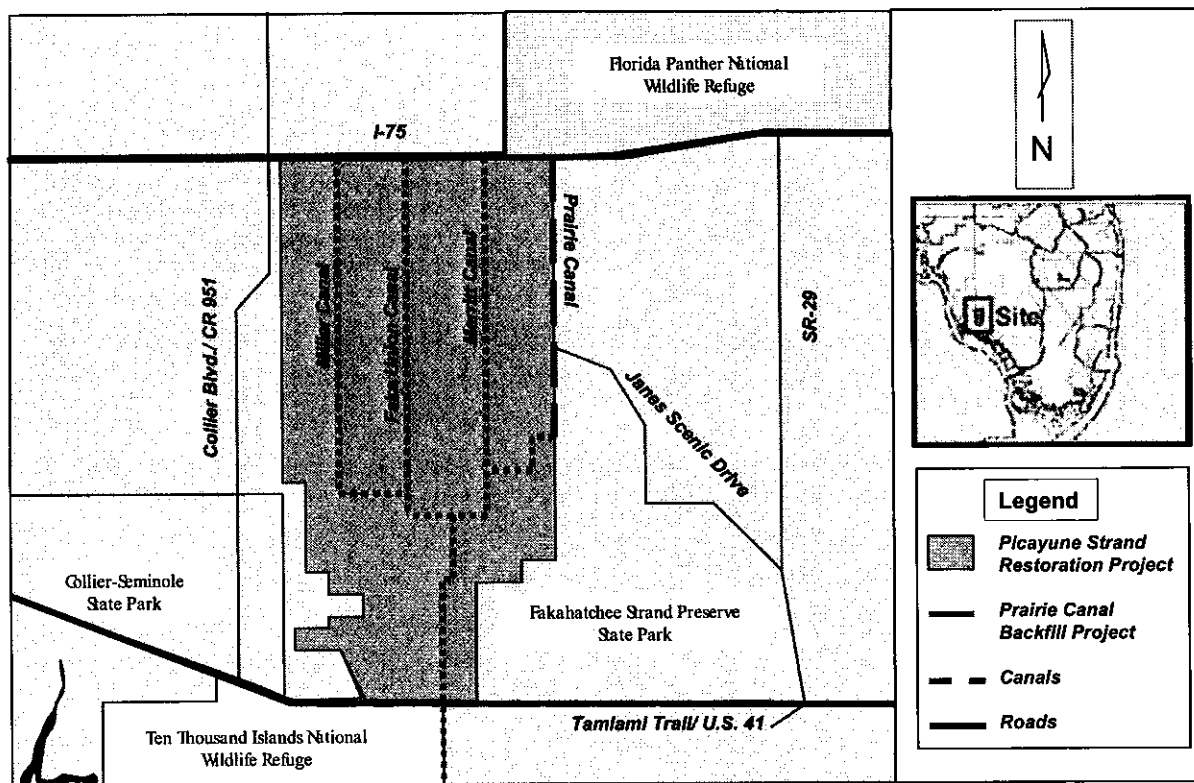 Florida Panther National
Wildlife Refuge
I-75
N
Collier Blvd./ CR 951
Miller Canal
Faka Union Canal
Merritt Canal
Prairie Canal
SR-29
Janes Scenic Drive
Site
Collier-Seminole
State Park
Fakahatchee Strand Preserve
State Park
Ten Thousand Islands National
Wildlife Refuge
Tamiami Trail/ U.S. 41
Legend
Picayune Strand
Restoration Project
Prairie Canal
Backfill Project
Canals
Roads